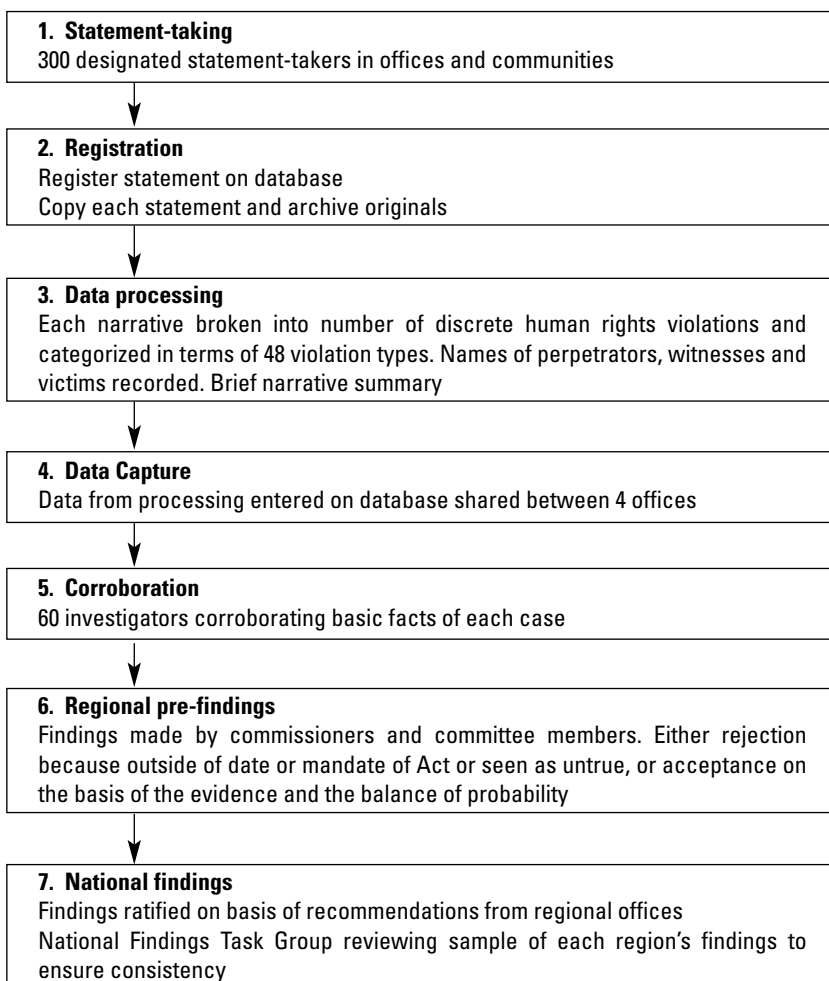 1. Statement-taking
300 designated statement-takers in offices and communities
2. Registration
Register statement on database
Copy each statement and archive originals
3. Data processing
Each narrative broken into number of discrete human rights violations and
categorized in terms of 48 violation types. Names of perpetrators, witnesses and
victims recorded. Brief narrative summary
4. Data Capture
Data from processing entered on database shared between 4 offices
5. Corroboration
60 investigators corroborating basic facts of each case
6. Regional pre-findings
Findings made by commissioners and committee members. Either rejection
because outside of date or mandate of Act or seen as untrue, or acceptance on
the basis of the evidence and the balance of probability
7. National findings
Findings ratified on basis of recommendations from regional offices
National Findings Task Group reviewing sample of each region's findings to
ensure consistency